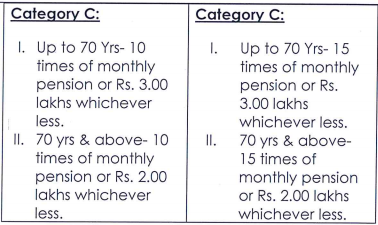 Category C:
I. Up to 70 Yrs- 10
times of monthly
pension or Rs. 3.00
lakhs whichever
less.
II. 70 yrs & above- 10
times of monthly
pension or Rs. 2.00
lakhs whichever
less.
Category C:
I. Up to 70 Yrs- 15
times of monthly
pension or Rs.
3.00 lakhs
whichever less.
II. 70 yrs & above-
15 times of
monthly pension
or Rs. 2.00 lakhs
whichever less.